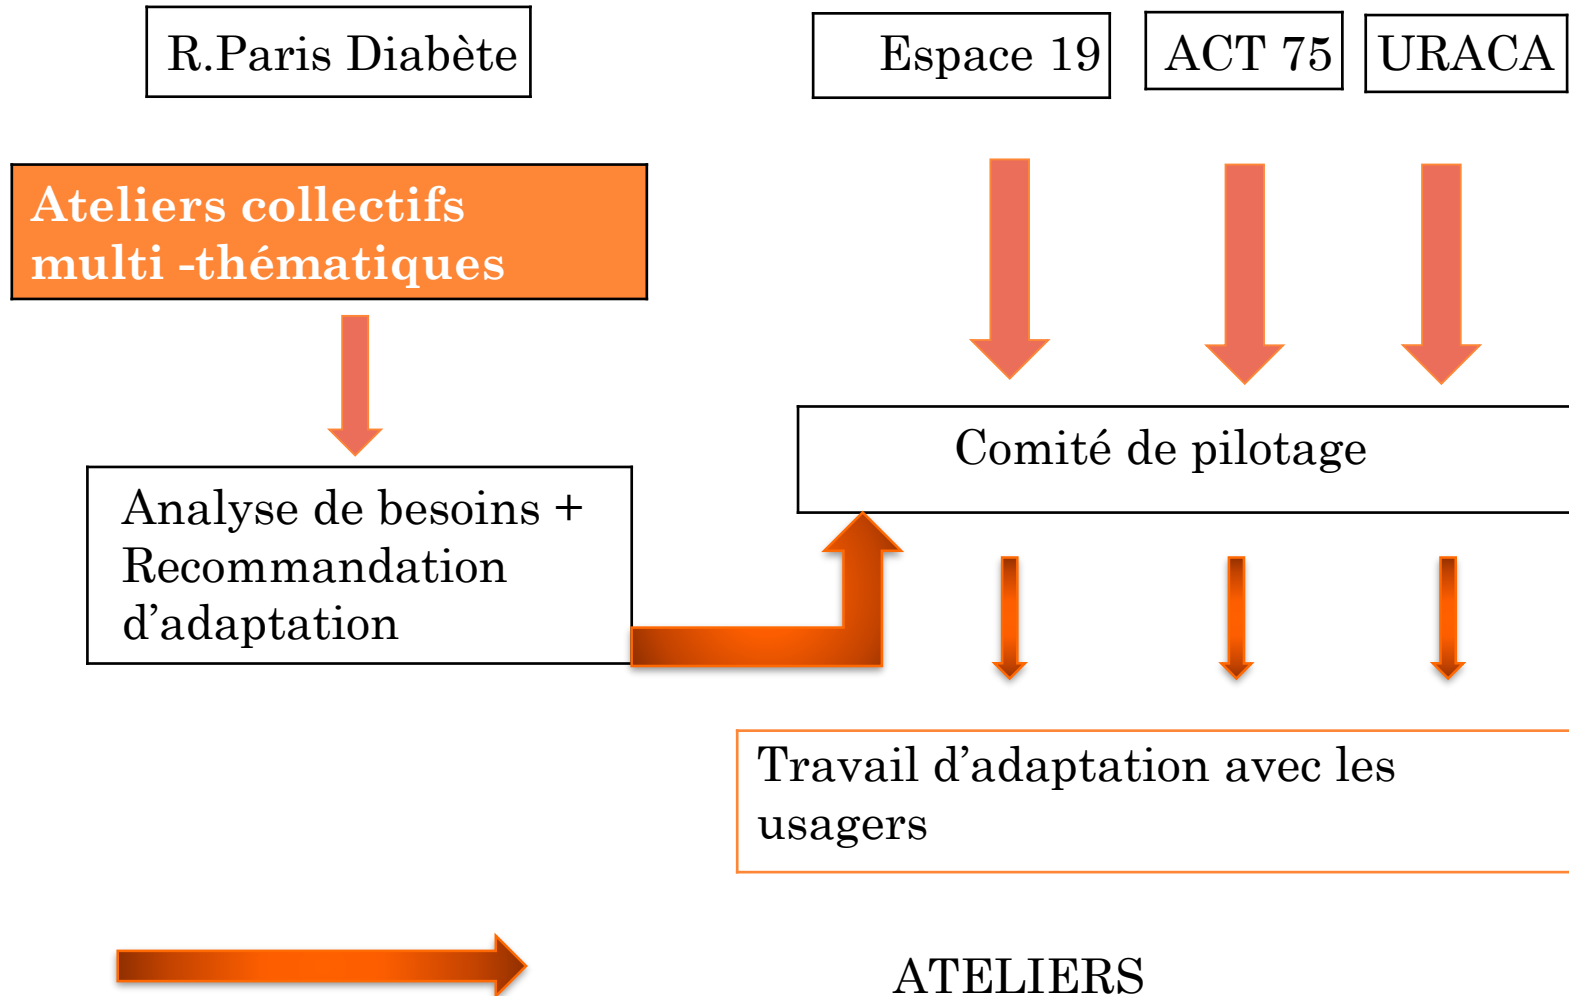 R.Paris Diabète
Espace 19
ACT 75
URACA
Ateliers collectifs
multi -thématiques
Comité de pilotage
Analyse de besoins +
Recommandation
d’adaptation
Travail d’adaptation avec les
usagers
ATELIERS